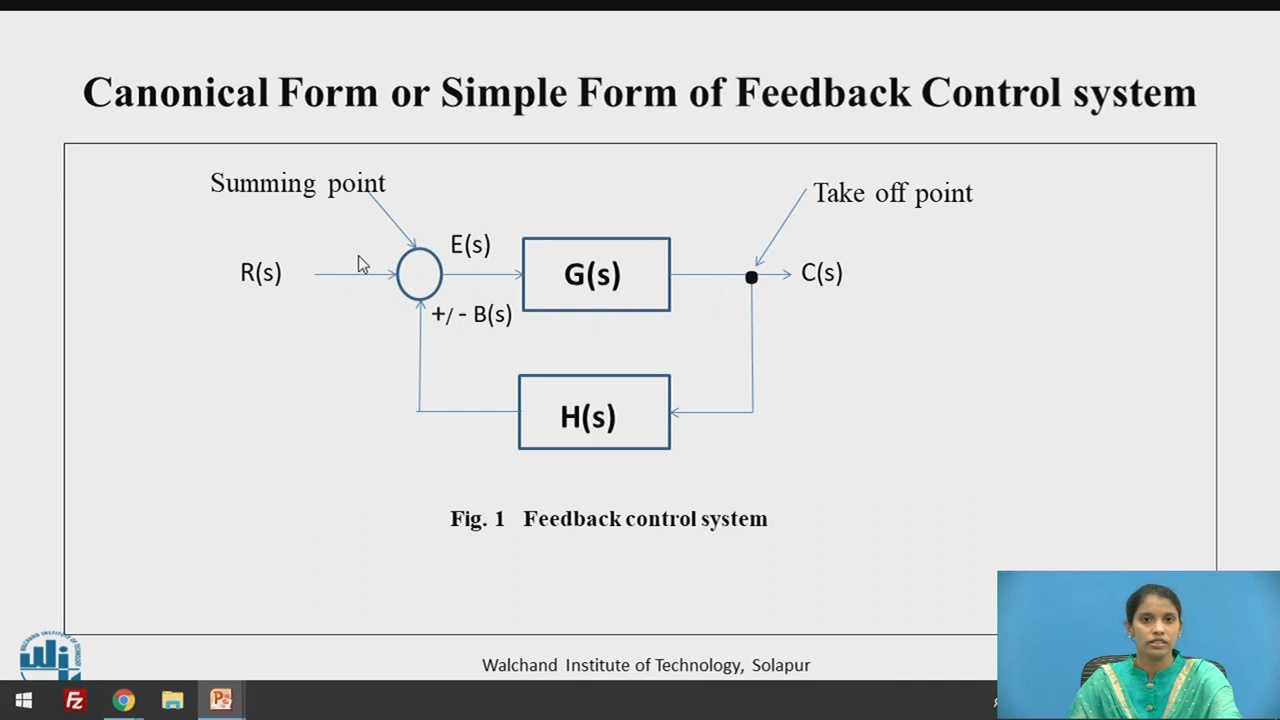 Canonical Form or Simple Form of Feedback Control system
Summing point
Take off point
R(s)
E(s)
G(s)
C(s)
+/- B(s)
H(s)
Fig. 1 Feedback control system
Walchand Institute of Technology, Solapur